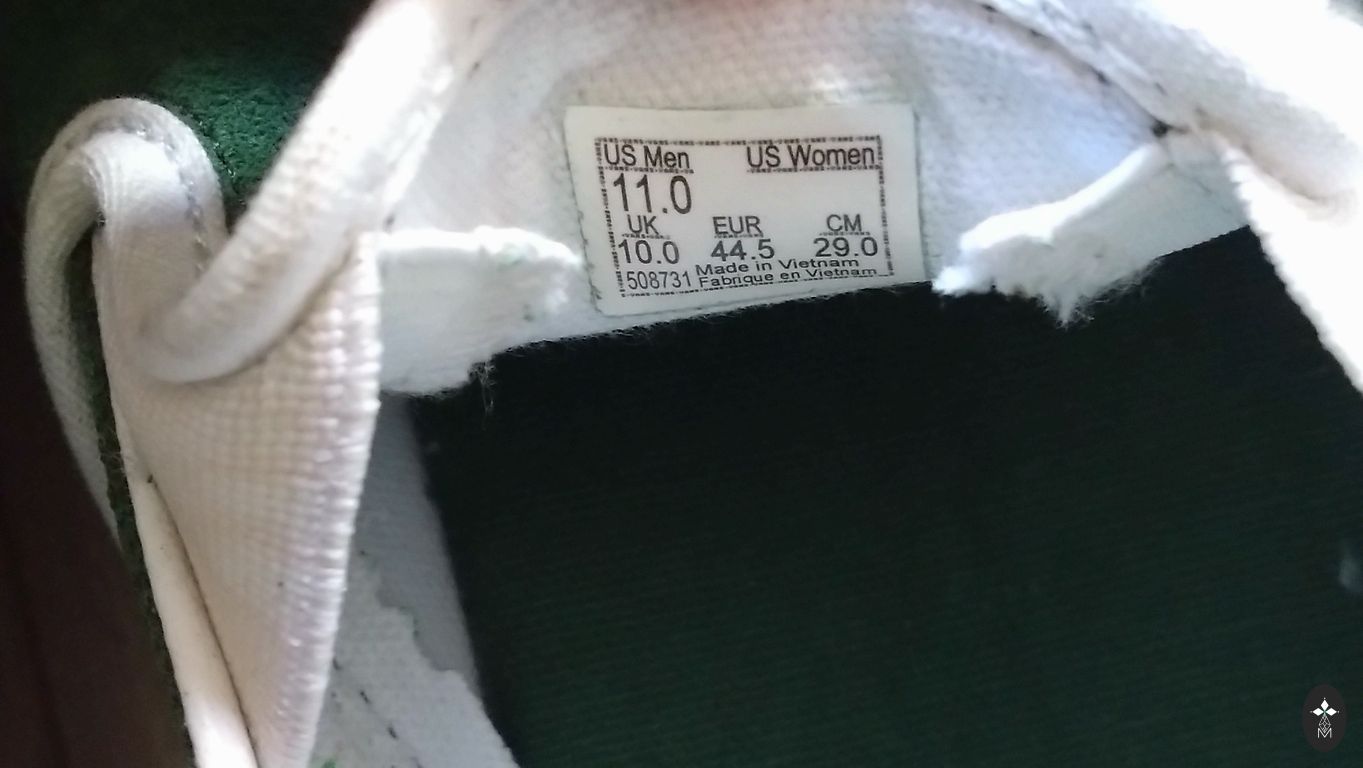 US Men US Women
11.0
UK EUR CM
10.0 44.5 29.0
508731 Made in Vietnam
Fabrique en Vietnam